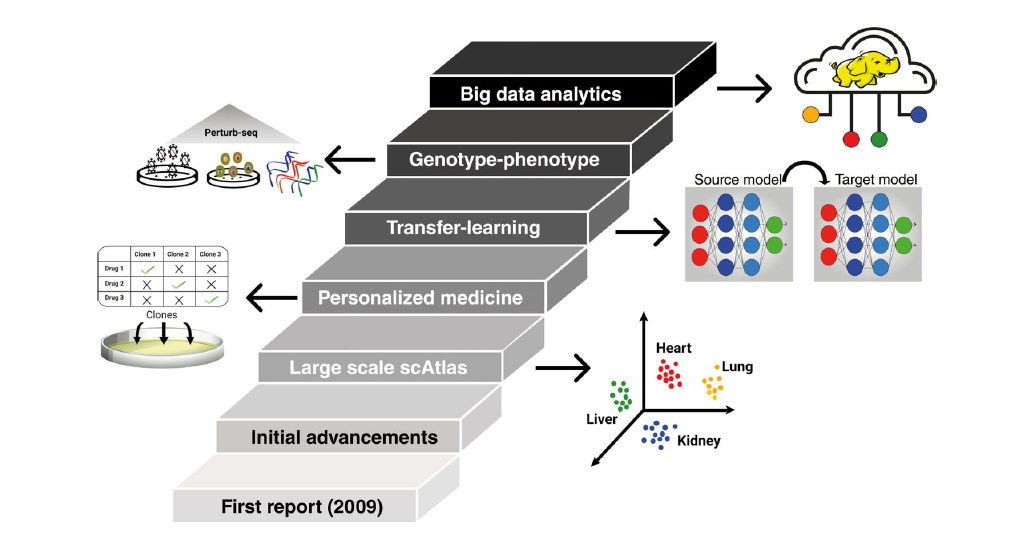 Big data analytics
Perturb-seq
Genotype-phenotype
Source model
Target model
Transfer-learning
Clone 1 Clone 2 Clone 3
Drug 1
Drug 2
Drug 3
Clones
Personalized medicine
Large scale scAtlas
Heart
Lung
Liver
Kidney
Initial advancements
First report (2009)